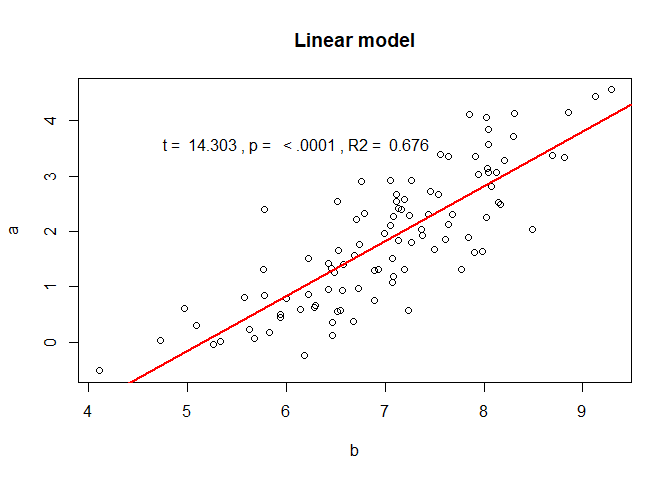 Linear model
t = 14.303 , p = < .0001 , R2 = 0.676
a
4
3
2
1
0
4 5 6 7 8 9
b